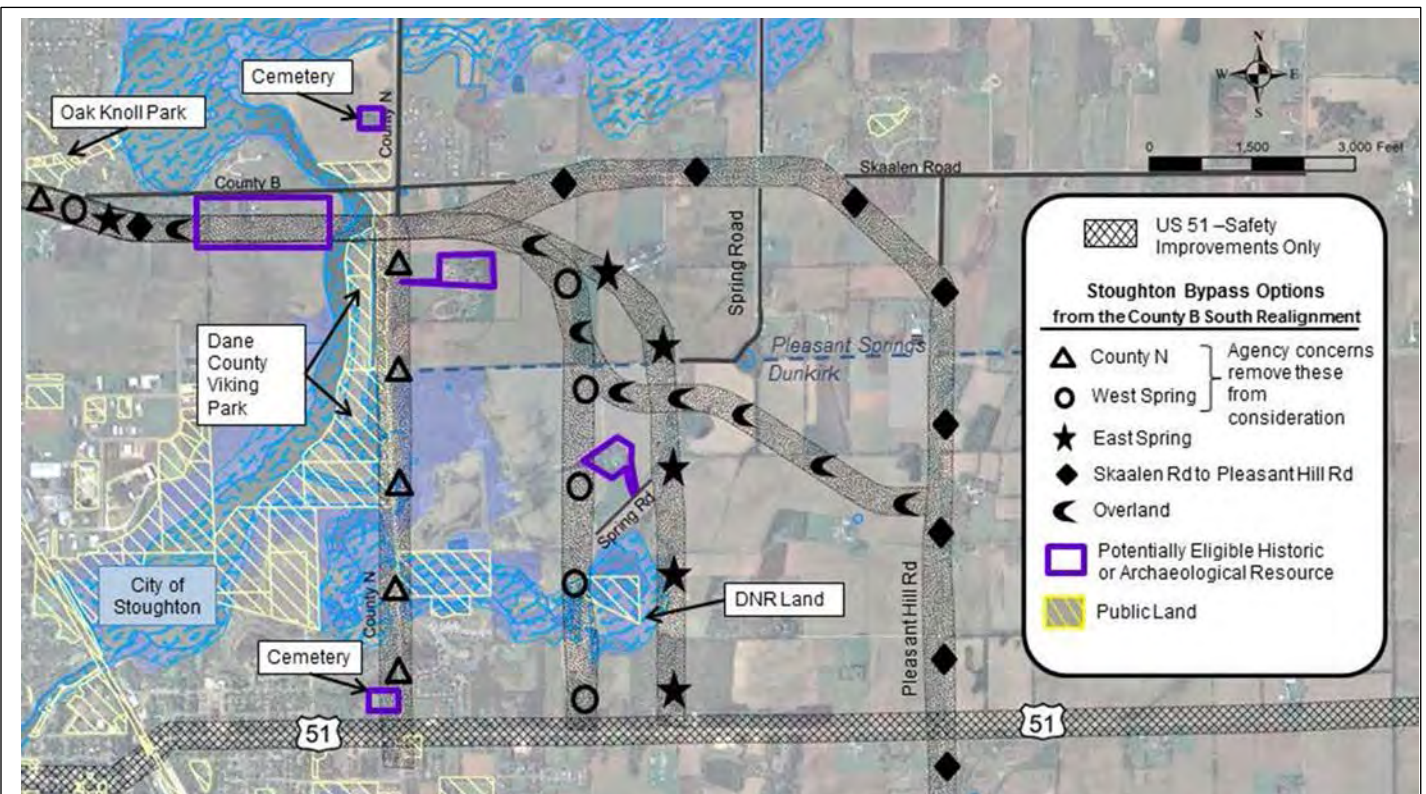 Cemetery
Oak Knoll Park
County N
County B
Skaalen Road
N
W
E
S
0
1,500
3,000 Feet
Spring Road
Pleasant Springs
Dunkirk
Dane
County
Viking
Park
Spring Rd
City of
Stoughton
DNR Land
County N
Cemetery
Pleasant Hill Rd
51
51
US 51 –Safety
Improvements Only
Stoughton Bypass Options
from the County B South Realignment
County N
West Spring
Agency concerns
remove these
from
consideration
East Spring
Skaalen Rd to Pleasant Hill Rd
Overland
Potentially Eligible Historic
or Archaeological Resource
Public Land